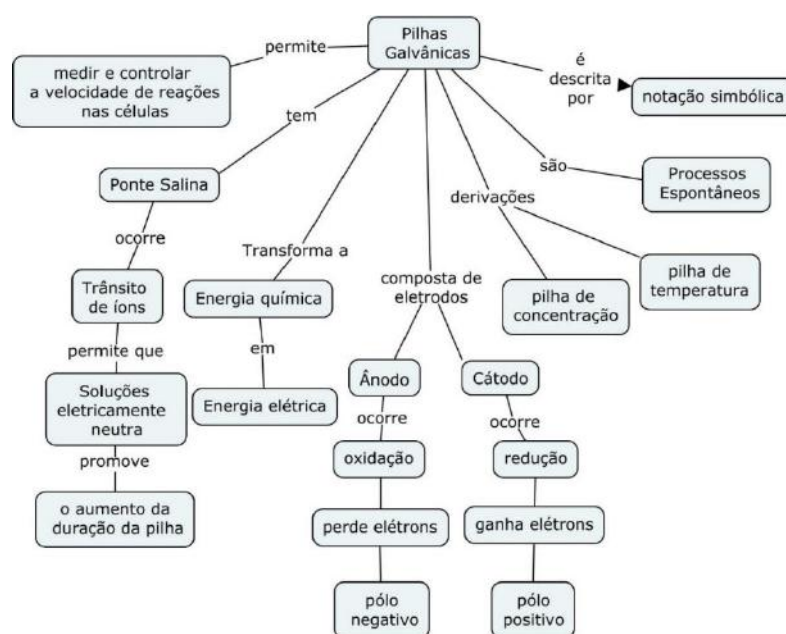 Pilhas
Galvânicas
permite
medir e controlar
a velocidade de reações
nas células
tem
Ponte Salina
ocorre
Trânsito
de íons
permite que
Soluções
eletricamente
neutra
promove
o aumento da
duração da pilha
Transforma a
Energia química
em
Energia elétrica
composta de
eletrodos
Ânodo
ocorre
oxidação
perde elétrons
pólo
negativo
Cátodo
ocorre
redução
ganha elétrons
pólo
positivo
derivações
pilha de
concentração
pilha de
temperatura
são
Processos
Espontâneos
é
descrita
por
notação simbólica